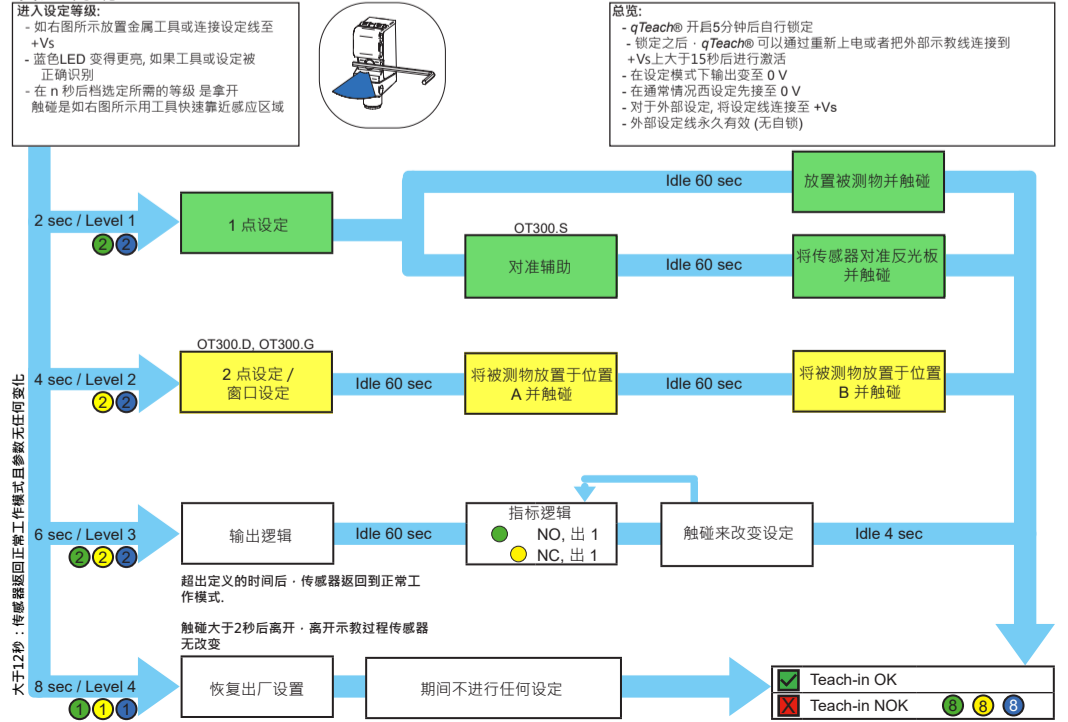 进入设定等级:
- 如右图所示放置金属工具或连接设定线至
+Vs
- 蓝色LED 变得更亮, 如果工具或设定被
正确识别
- 在 n 秒后档选定所需的等级 是拿开
触碰是如右图所示用工具快速靠近感应区域
总览:
- qTeach® 开启5分钟后自行锁定
- 锁定之后，qTeach® 可以通过重新上电或者把外部示教线连接到
+Vs上大于15秒后进行激活
- 在设定模式下输出变至 0 V
- 在通常情况西设定先接至 0 V
- 对于外部设定, 将设定线连接至 +Vs
- 外部设定线永久有效 (无自锁)
2 sec / Level 1
2 2
1 点设定
Idle 60 sec
放置被测物并触碰
OT300.S
对准辅助
Idle 60 sec
将传感器对准反光板
并触碰
4 sec / Level 2
2 2
OT300.D, OT300.G
2 点设定 /
窗口设定
Idle 60 sec
将被测物放置于位置
A 并触碰
Idle 60 sec
将被测物放置于位置
B 并触碰
6 sec / Level 3
2 2 2
输出逻辑
Idle 60 sec
指标逻辑
NO, 出 1
NC, 出 1
触碰来改变设定
Idle 4 sec
超出定义的时间后，传感器返回到正常工
作模式.
触碰大于2秒后离开，离开示教过程传感器
无改变
大于12秒：传感器返回正常工作模式且参数无任何变化
8 sec / Level 4
1 1 1
恢复出厂设置
期间不进行任何设定
Teach-in OK
Teach-in NOK 8 8 8